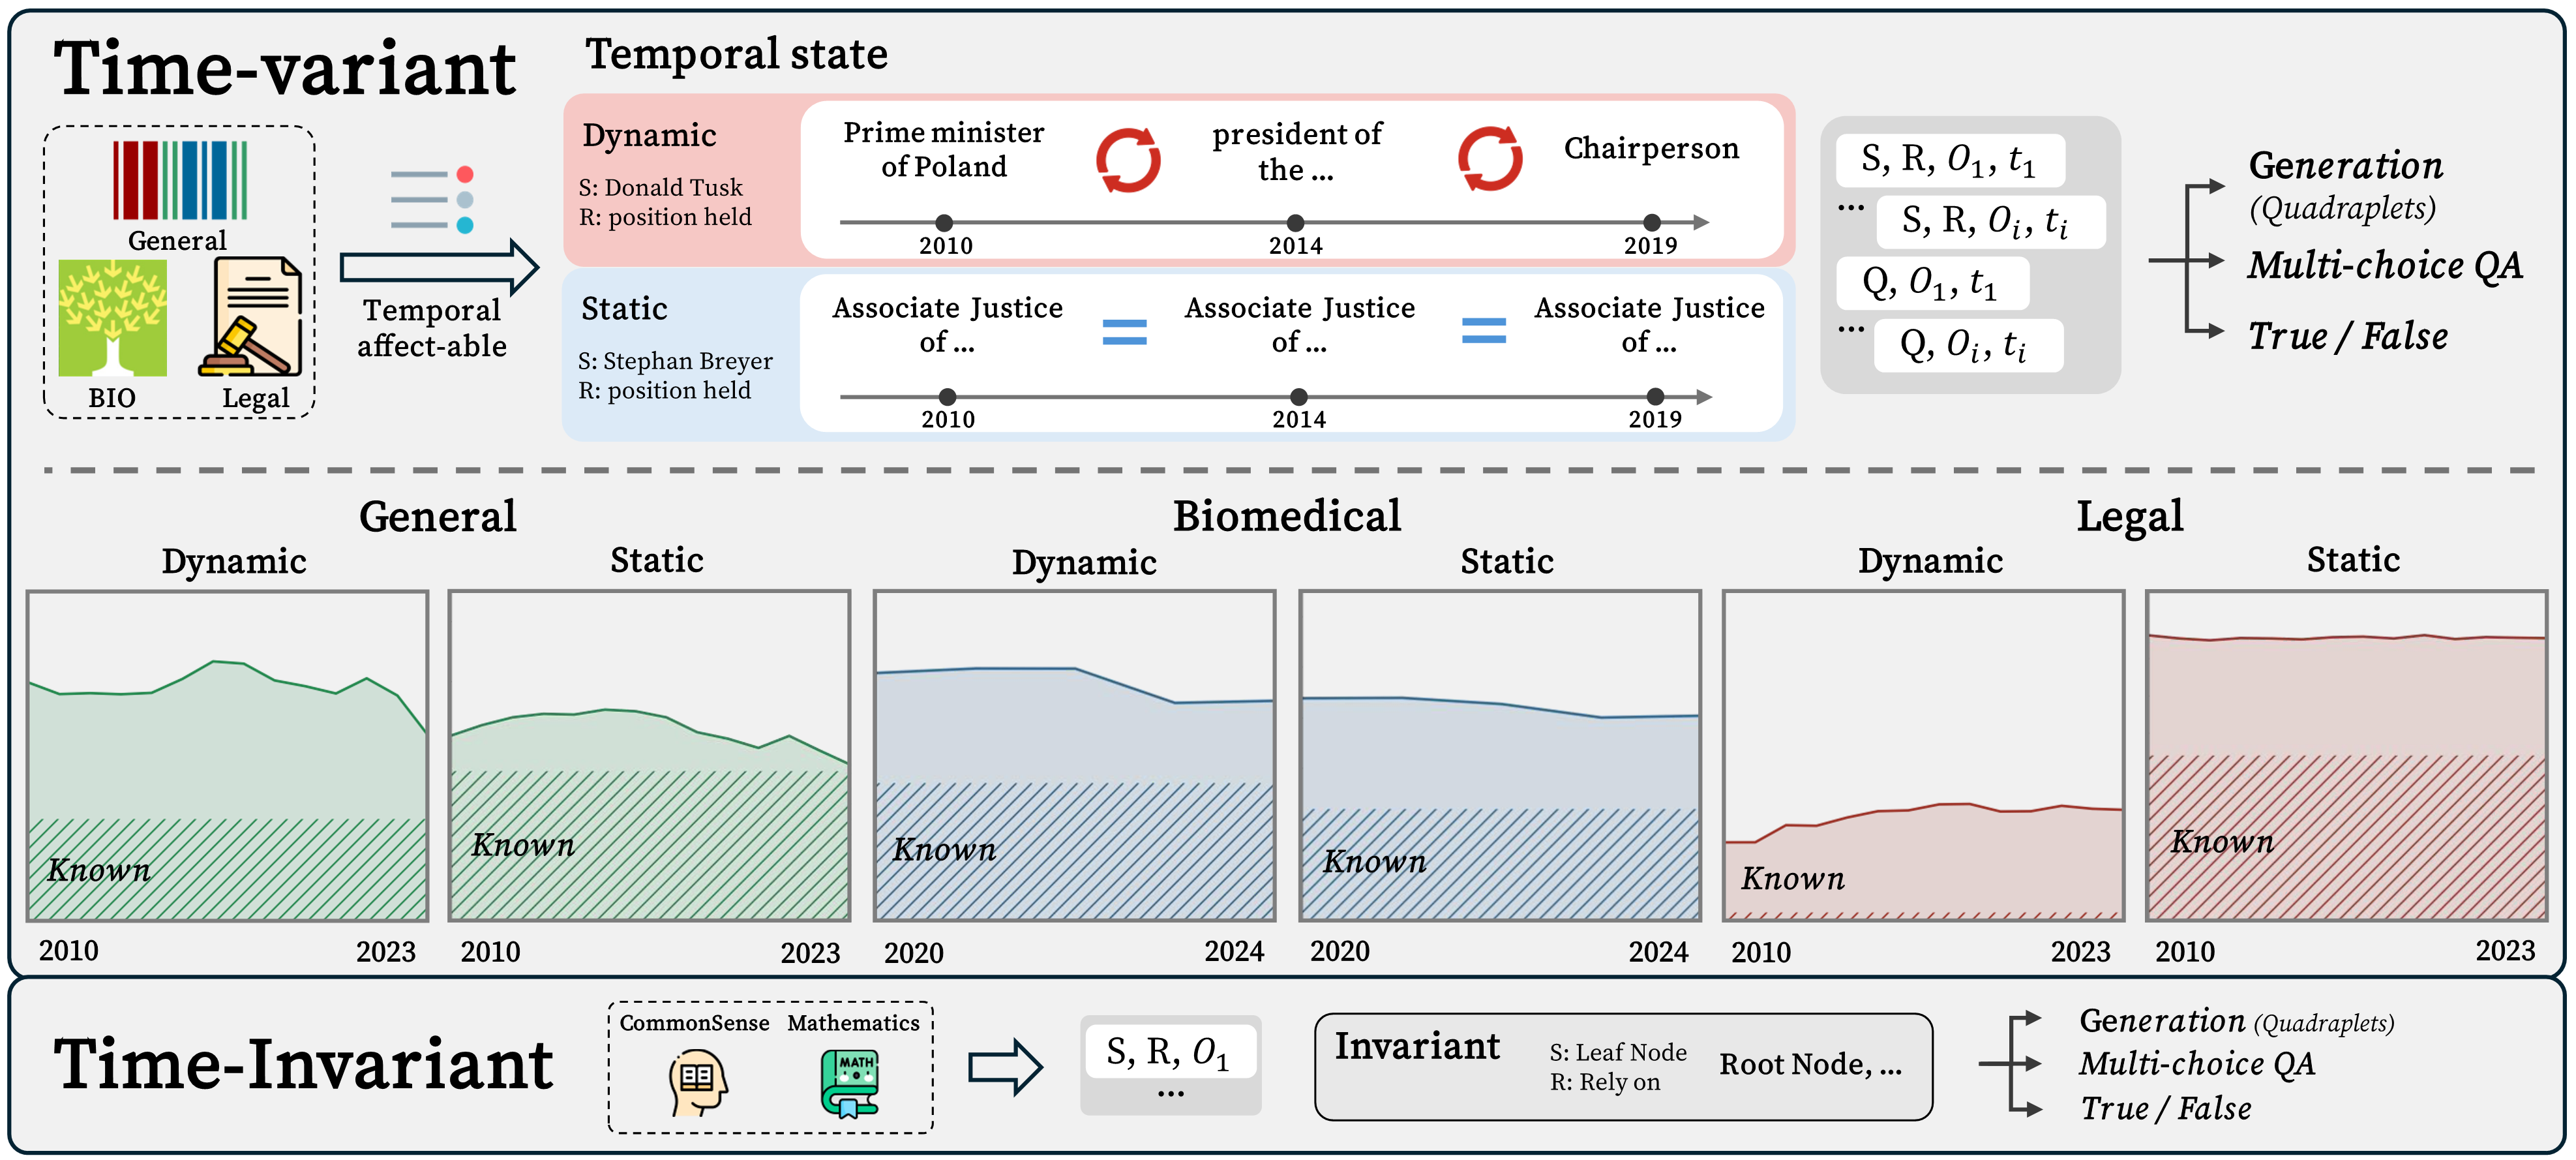 Time-variant
General
BIO
Legal
Temporal
affect-able
Temporal state
Dynamic
S: Donald Tusk
R: position held
Prime minister
of Poland
president of
the ...
Chairperson
2010
2014
2019
Static
S: Stephan Breyer
R: position held
Associate Justice
of ...
=
Associate Justice
of ...
=
Associate Justice
of ...
2010
2014
2019
S, R, O₁, t₁
...
S, R, Oᵢ, tᵢ
Q, O₁, t₁
...
Q, Oᵢ, tᵢ
Generation
(Quadraplets)
Multi-choice QA
True / False
General
Dynamic
Known
2010
2023
Static
Known
2010
2023
Biomedical
Dynamic
Known
2020
2024
Static
Known
2020
2024
Legal
Dynamic
Known
2010
2023
Static
Known
2010
2023
Time-Invariant
CommonSense
Mathematics
MATH
S, R, O₁
...
Invariant
S: Leaf Node
R: Rely on
Root Node, ...
Generation (Quadraplets)
Multi-choice QA
True / False